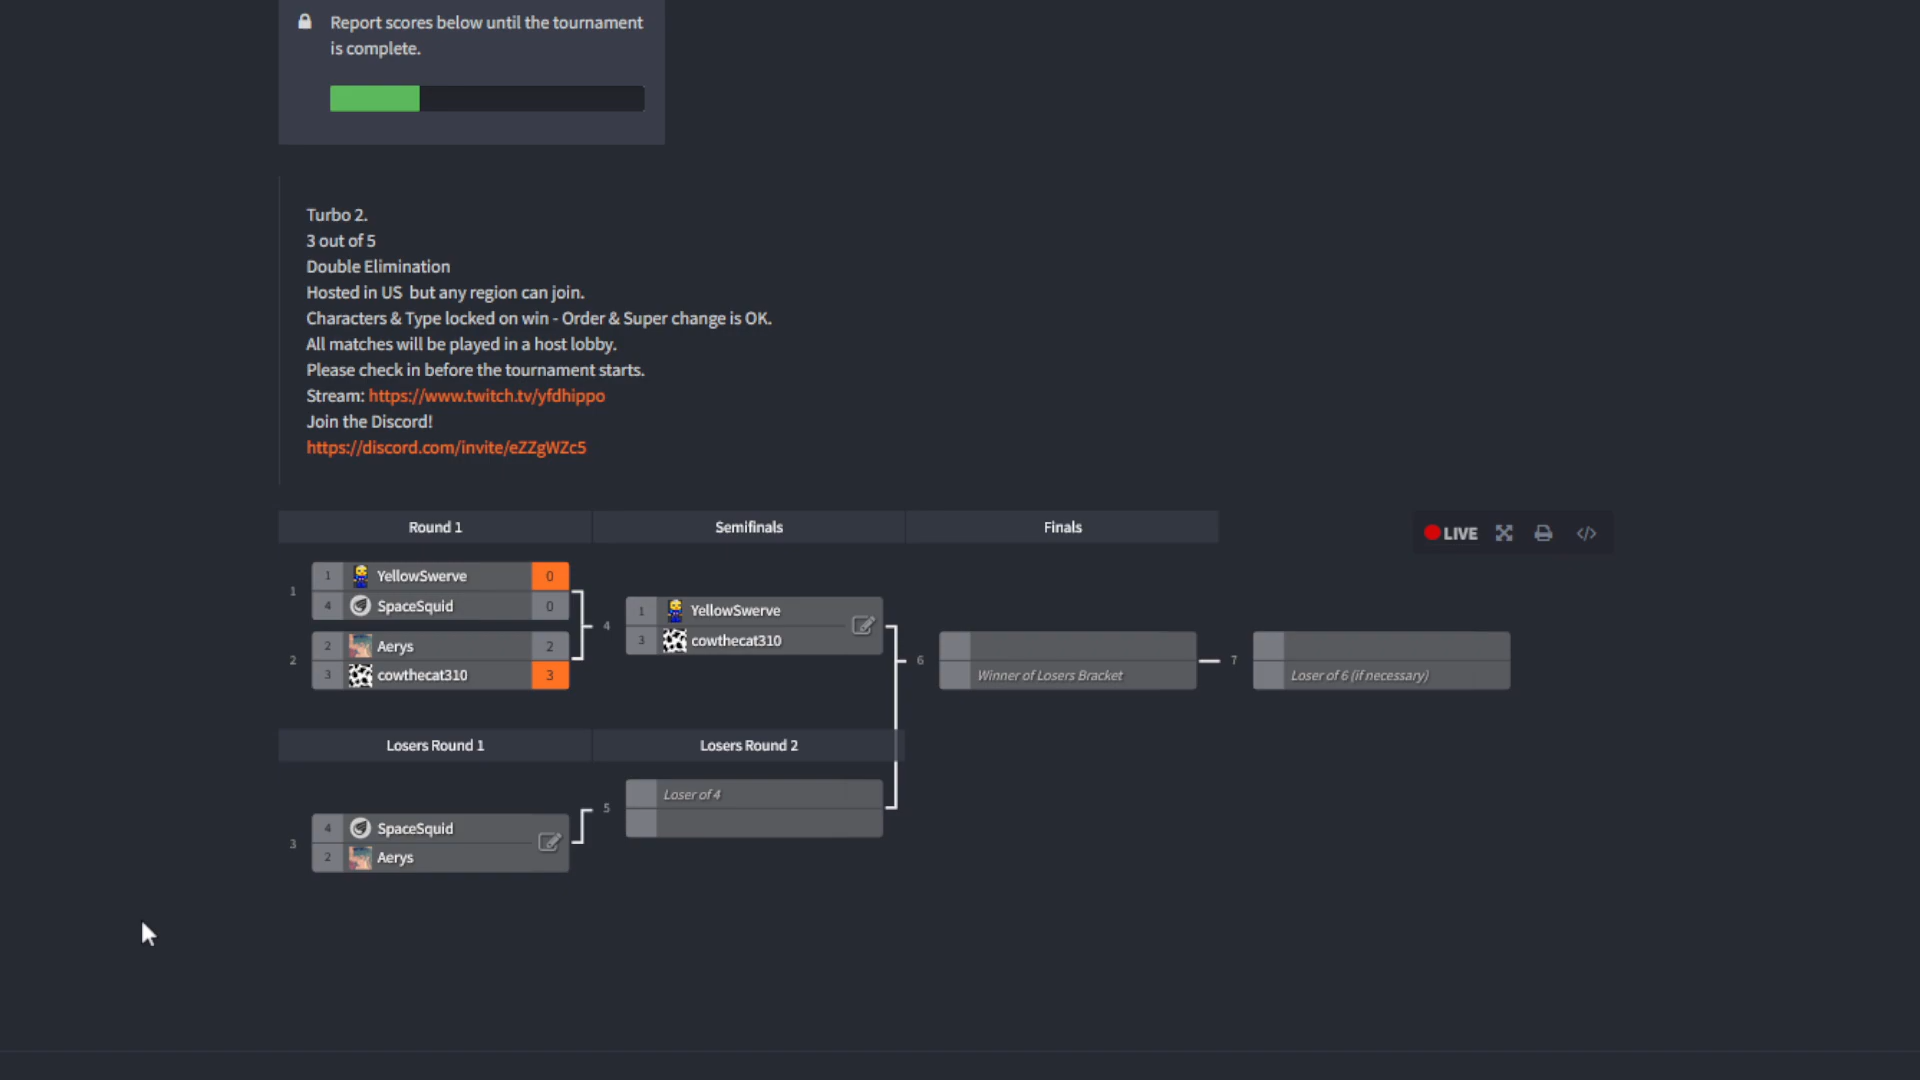 Report scores below until the tournament
is complete.
Turbo 2.
3 out of 5
Double Elimination
Hosted in US but any region can join.
Characters & Type locked on win - Order & Super change is OK.
All matches will be played in a host lobby.
Please check in before the tournament starts.
Stream: https://www.twitch.tv/yfdhippo
Join the Discord!
https://discord.com/invite/eZZgWZc5
Round 1 Semifinals Finals
LIVE </>
1
1 YellowSwerve 0
4 SpaceSquid 0
2
2 Aerys 2
3 cowthecat310 3
4
1 YellowSwerve
3 cowthecat310
6
Winner of Losers Bracket
7
Loser of 6 (if necessary)
Losers Round 1 Losers Round 2
3
4 SpaceSquid
2 Aerys
5
Loser of 4